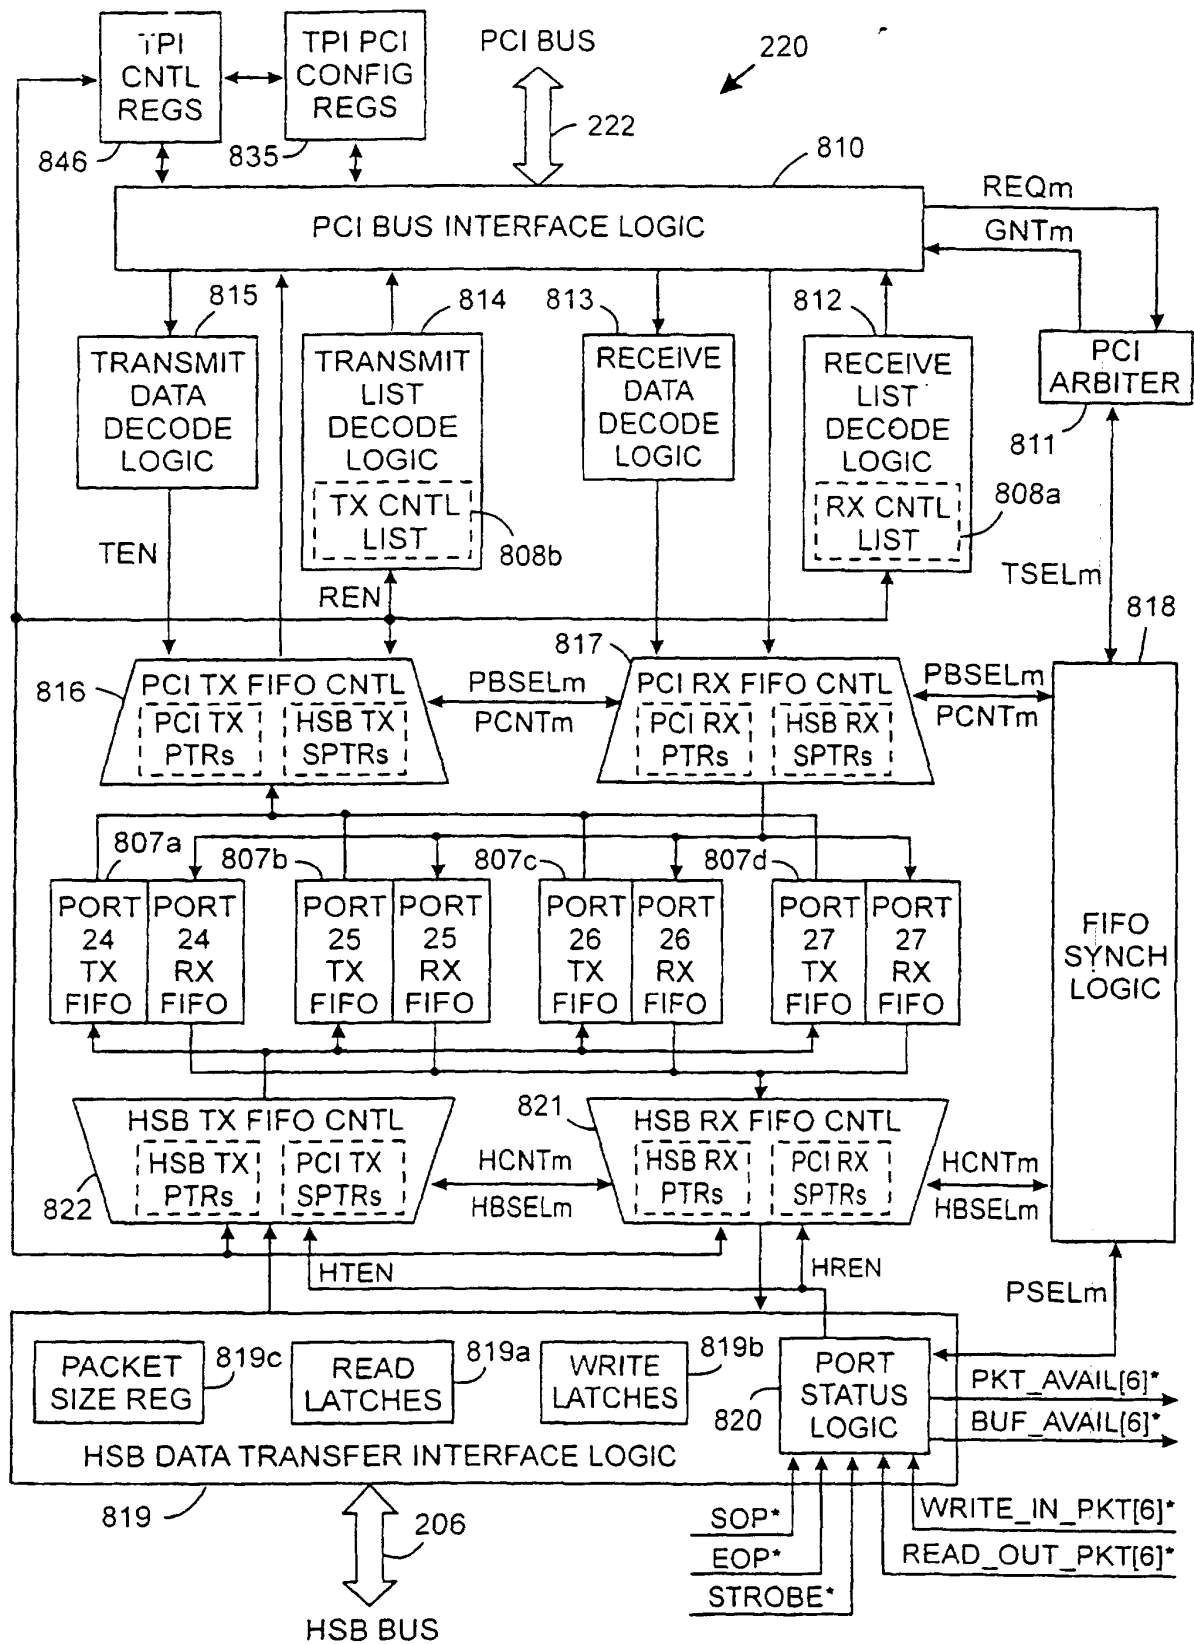 TPI
CNTL
REGS
TPI PCI
CONFIG
REGS
PCI BUS
220
846
835
222
810
PCI BUS INTERFACE LOGIC
REQm
GNTm
815
814
813
812
TRANSMIT
DATA
DECODE
LOGIC
TRANSMIT
LIST
DECODE
LOGIC
TX CNTL
LIST
RECEIVE
DATA
DECODE
LOGIC
RECEIVE
LIST
DECODE
LOGIC
RX CNTL
LIST
PCI
ARBITER
811
808a
808b
TEN
REN
TSELm
818
816
817
PCI TX FIFO CNTL
PCI TX
PTRs
HSB TX
SPTRs
PBSELm
PCNTm
PCI RX FIFO CNTL
PCI RX
PTRs
HSB RX
SPTRs
PBSELm
PCNTm
807a
807b
807c
807d
PORT
24
TX
FIFO
PORT
24
RX
FIFO
PORT
25
TX
FIFO
PORT
25
RX
FIFO
PORT
26
TX
FIFO
PORT
26
RX
FIFO
PORT
27
TX
FIFO
PORT
27
RX
FIFO
FIFO
SYNCH
LOGIC
821
822
HSB TX FIFO CNTL
HSB TX
PTRs
PCI TX
SPTRs
HCNTm
HBSELm
HSB RX FIFO CNTL
HSB RX
PTRs
PCI RX
SPTRs
HCNTm
HBSELm
HTEN
HREN
PSELm
PACKET
SIZE REG
819c
READ
LATCHES
819a
WRITE
LATCHES
819b
820
PORT
STATUS
LOGIC
PKT_AVAIL[6]*
BUF_AVAIL[6]*
HSB DATA TRANSFER INTERFACE LOGIC
819
206
SOP*
EOP*
STROBE*
WRITE_IN_PKT[6]*
READ_OUT_PKT[6]*
HSB BUS